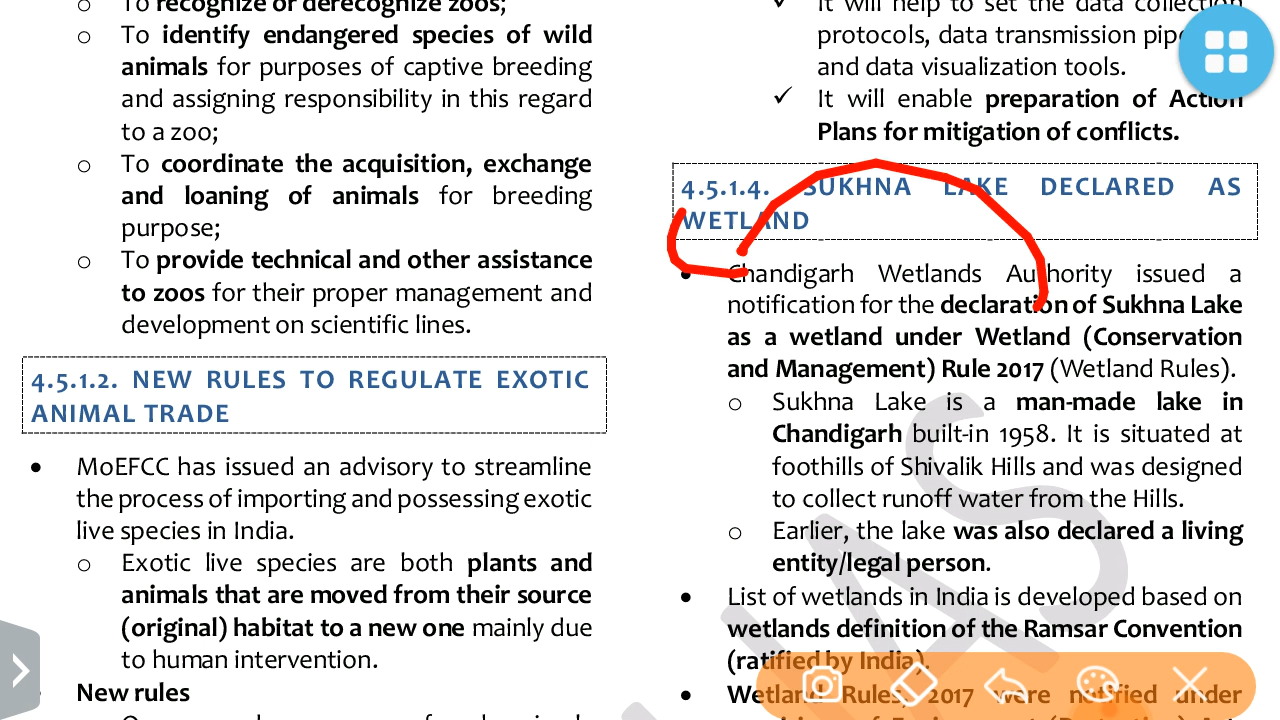 To recognize or derecognize zoos;
o To identify endangered species of wild
animals for purposes of captive breeding
and assigning responsibility in this regard
to a zoo;
o To coordinate the acquisition, exchange
and loaning of animals for breeding
purpose;
o To provide technical and other assistance
to zoos for their proper management and
development on scientific lines.
4.5.1.2. NEW RULES TO REGULATE EXOTIC
ANIMAL TRADE
• MoEFCC has issued an advisory to streamline
the process of importing and possessing exotic
live species in India.
o Exotic live species are both plants and
animals that are moved from their source
(original) habitat to a new one mainly due
to human intervention.
New rules
✓ It will help to set the data collection
protocols, data transmission
and data visualization tools.
✓ It will enable preparation of Action
Plans for mitigation of conflicts.
4.5.1.4. SUKHNA LAKE DECLARED AS
WETLAND
• Chandigarh Wetlands Authority issued a
notification for the declaration of Sukhna Lake
as a wetland under Wetland (Conservation
and Management) Rule 2017 (Wetland Rules).
o Sukhna Lake is a man-made lake in
Chandigarh built-in 1958. It is situated at
foothills of Shivalik Hills and was designed
to collect runoff water from the Hills.
o Earlier, the lake was also declared a living
entity/legal person.
• List of wetlands in India is developed based on
wetlands definition of the Ramsar Convention
(ratified by India).
• Wetland Rules, 2017 were notified under